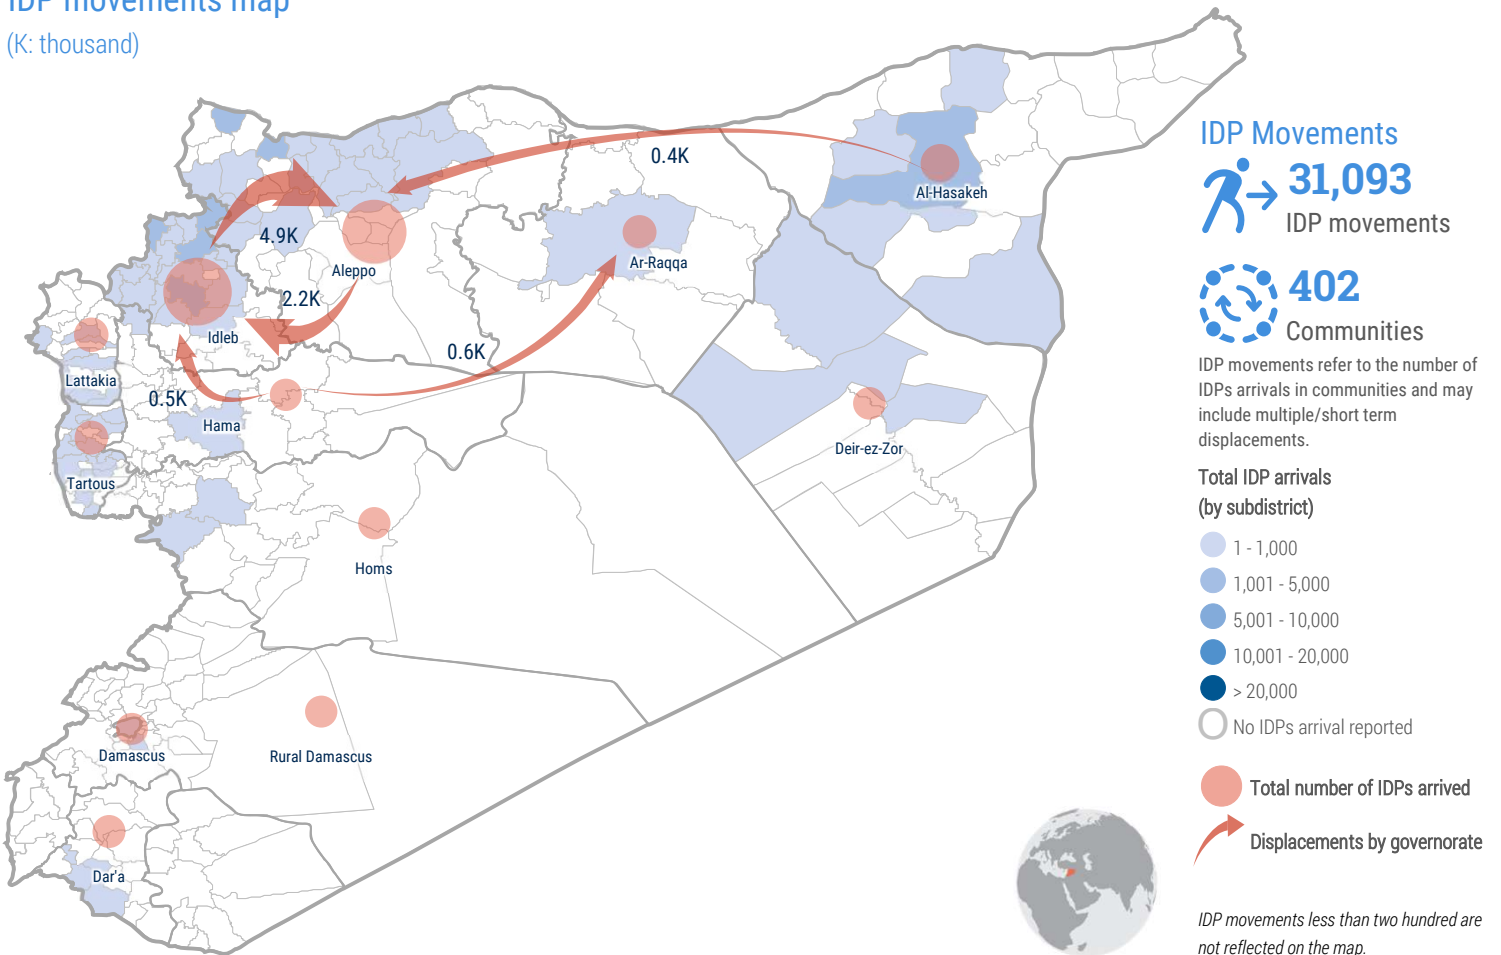 IDP movements map
(K: thousand)
0.4K
Al-Hasakeh
4.9K
Ar-Raqqa
Aleppo
2.2K
Idleb
0.6K
Lattakia
0.5K
Hama
Deir-ez-Zor
Tartous
Homs
Damascus
Rural Damascus
Dar'a
IDP Movements
31,093
IDP movements
402
Communities
IDP movements refer to the number of
IDPs arrivals in communities and may
include multiple/short term
displacements.
Total IDP arrivals
(by subdistrict)
1 - 1,000
1,001 - 5,000
5,001 - 10,000
10,001 - 20,000
> 20,000
No IDPs arrival reported
Total number of IDPs arrived
Displacements by governorate
IDP movements less than two hundred are
not reflected on the map.